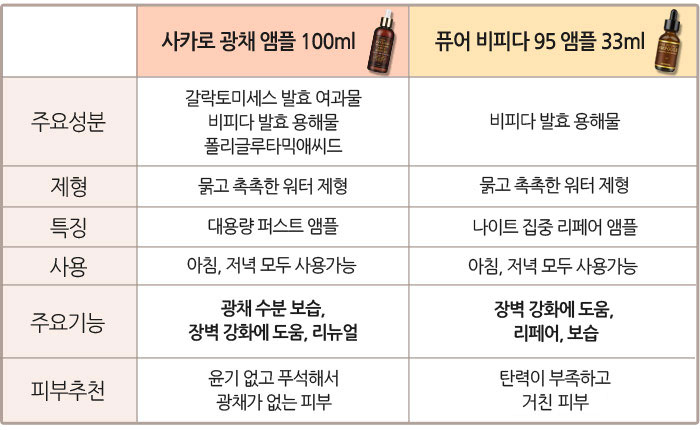 사카로 광채 앰플 100ml
퓨어 비피다 95 앰플 33ml
주요성분
갈락토미세스 발효 여과물
비피다 발효 용해물
폴리글루타믹애씨드
비피다 발효 용해물
제형
묽고 촉촉한 워터 제형
묽고 촉촉한 워터 제형
특징
대용량 퍼스트 앰플
나이트 집중 리페어 앰플
사용
아침, 저녁 모두 사용가능
아침, 저녁 모두 사용가능
주요기능
광채 수분 보습,
장벽 강화에 도움, 리뉴얼
장벽 강화에 도움,
리페어, 보습
피부추천
윤기 없고 푸석해서
광채가 없는 피부
탄력이 부족하고
거친 피부